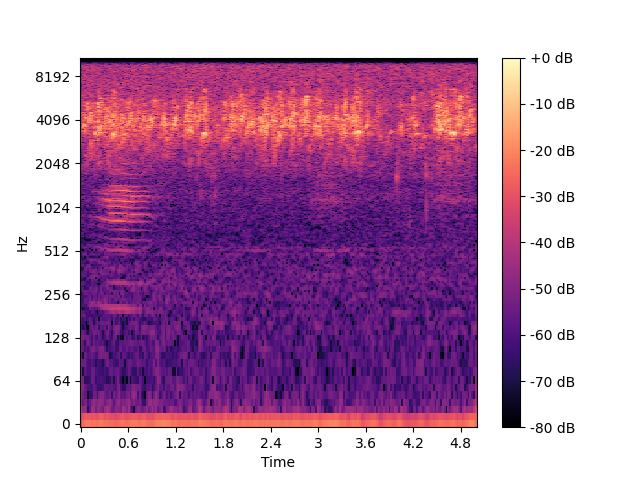 8192
4096
2048
1024
512
256
128
64
0
Hz
0 0.6 1.2 1.8 2.4 3 3.6 4.2 4.8
Time
+0 dB
-10 dB
-20 dB
-30 dB
-40 dB
-50 dB
-60 dB
-70 dB
-80 dB